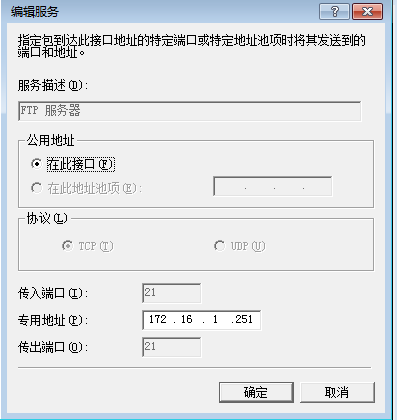 编辑服务
指定包到达此接口地址的特定端口或特定地址池项时将其发送到的
端口和地址。
服务描述(D):
FTP 服务器
公用地址
在此接口(F)
在此地址池项(E): . . .
协议(L)
TCP(T) UDP(U)
传入端口(I): 21
专用地址(P): 172 . 16 . 1 .251
传出端口(O): 21
确定 取消